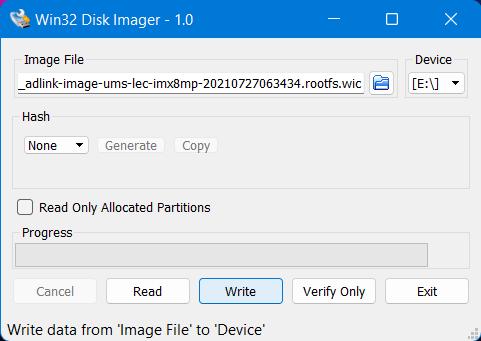 Win32 Disk Imager - 1.0
Image File
Device
_adlink-image-ums-lec-imx8mp-20210727063434.rootfs.wic
[E:\]
Hash
None
Generate
Copy
Read Only Allocated Partitions
Progress
Cancel
Read
Write
Verify Only
Exit
Write data from 'Image File' to 'Device'